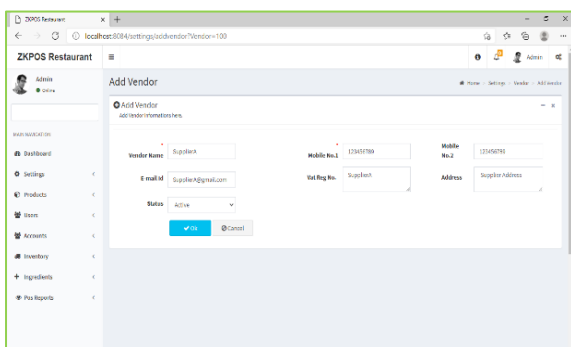 ZKPOS Restaurant
localhost:8084/settings/addvendor?Vendor=100
ZKPOS Restaurant
Admin
Admin
Online
Add Vendor
Home > Settings > Vendor > Add Vendor
Add Vendor
Add Vendor Informations here.
MAIN NAVIGATION
Dashboard
Settings
Products
Users
Accounts
Inventory
Ingredients
Pos Reports
Vendor Name * SupplierA
Mobile No.1 * 123456789
Mobile No.2
E-mail Id SupplierA@gmail.com
Vat Reg No. SupplierA
Address Supplier Address
Status Active
Ok Cancel